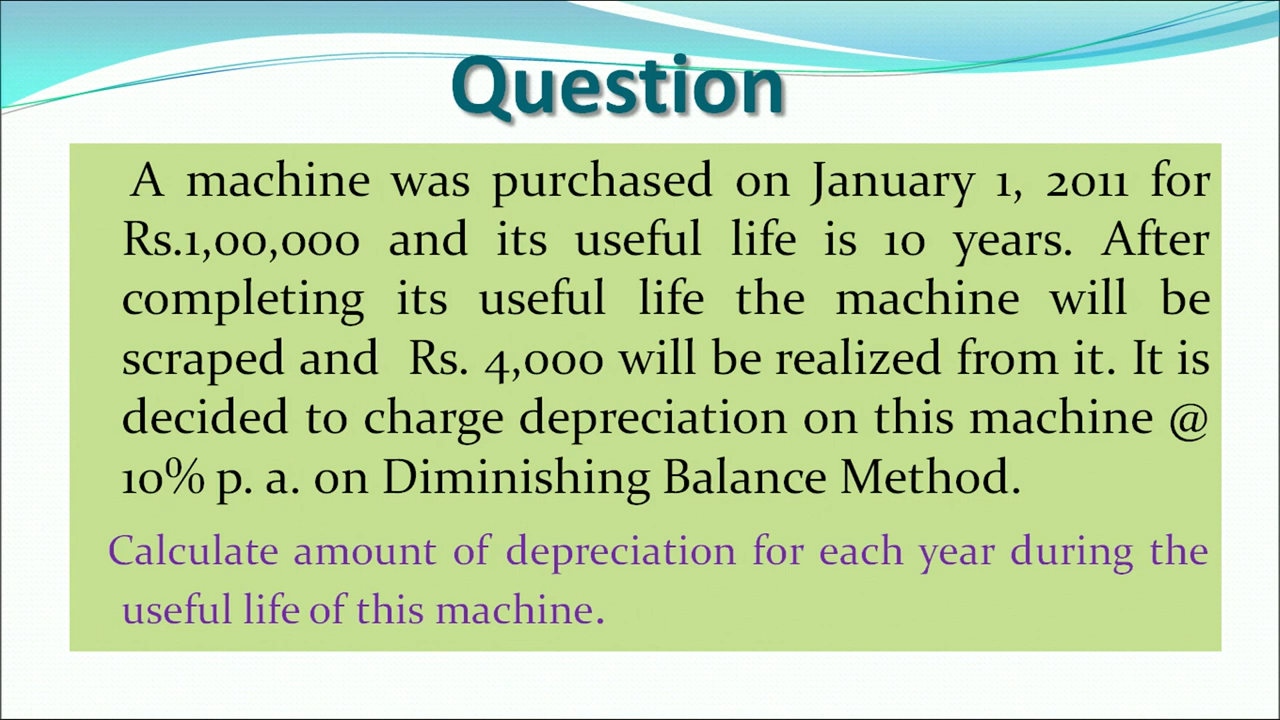 Question
A machine was purchased on January 1, 2011 for
Rs.1,00,000 and its useful life is 10 years. After
completing its useful life the machine will be
scraped and Rs. 4,000 will be realized from it. It is
decided to charge depreciation on this machine @
10% p. a. on Diminishing Balance Method.
Calculate amount of depreciation for each year during the
useful life of this machine.